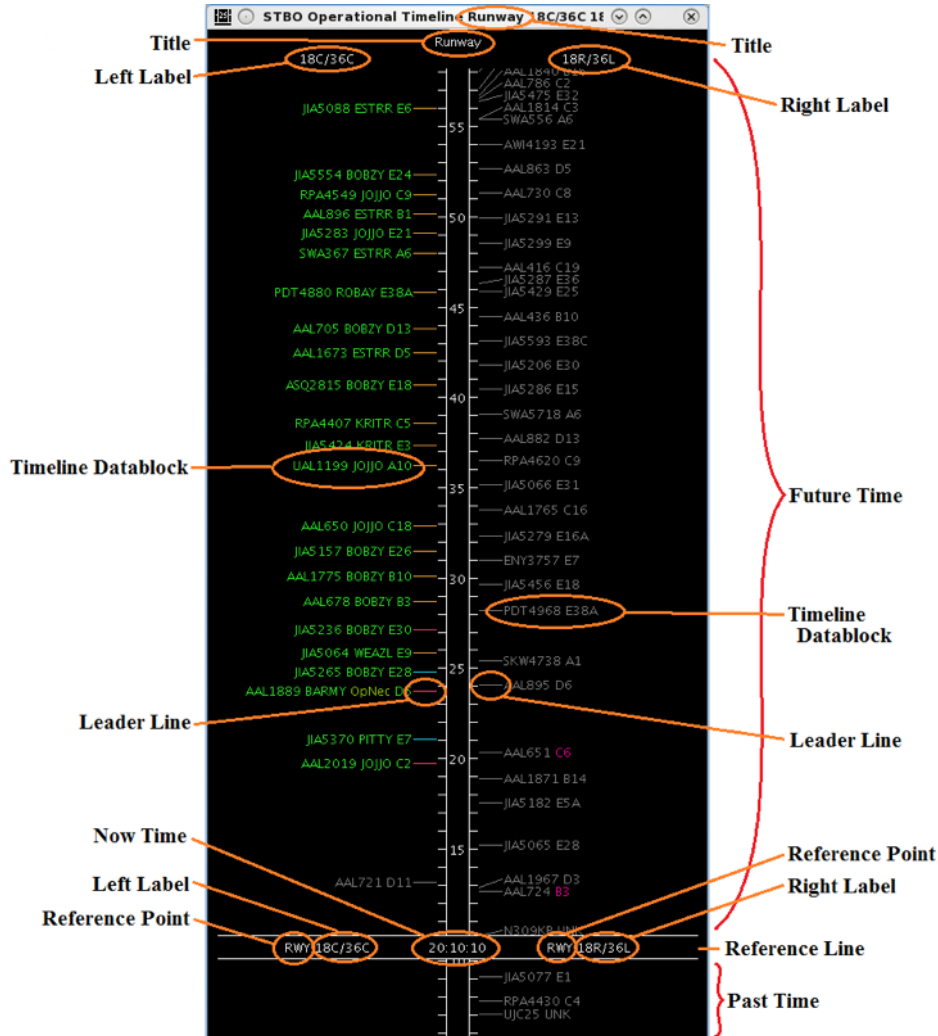 STBO Operational Timeline Runway 18C/36C 18
Title
Runway
Title
Left Label
18C/36C
18R/36L
Right Label
AAL1840 B16
AAL786 C2
JIA5475 E32
JIA5088 ESTRR E6
AAL1814 C3
SWA556 A6
55
AWI4193 E21
AAL863 D5
JIA5554 BOBZY E24
RPA4549 JOJJO C9
AAL730 C8
AAL896 ESTRR B1
50
JIA5291 E13
JIA5283 JOJJO E21
JIA5299 E9
SWA367 ESTRR A6
AAL416 C19
JIA5287 E36
PDT4880 ROBAY E38A
JIA5429 E25
45
AAL436 B10
AAL705 BOBZY D13
JIA5593 E38C
AAL1673 ESTRR D5
JIA5206 E30
ASQ2815 BOBZY E18
JIA5286 E15
40
SWA5718 A6
RPA4407 KRITR C5
AAL882 D13
JIA5424 KRITR E3
RPA4620 C9
Timeline Datablock
UAL1199 JOJJO A10
35
JIA5066 E31
Future Time
AAL1765 C16
AAL650 JOJJO C18
JIA5279 E16A
JIA5157 BOBZY E26
ENY3757 E7
AAL1775 BOBZY B10
30
JIA5456 E18
AAL678 BOBZY B3
PDT4968 E38A
Timeline
Datablock
JIA5236 BOBZY E30
JIA5064 WEAZL E9
SKW4738 A1
JIA5265 BOBZY E28
25
AAL895 D6
AAL1889 BARMY OpNec D6
Leader Line
Leader Line
JIA5370 PITTY E7
AAL651 C6
AAL2019 JOJJO C2
20
AAL1871 B14
JIA5182 E5A
Now Time
15
JIA5065 E28
Reference Point
Left Label
AAL721 D11
AAL1967 D3
AAL724 B3
Right Label
Reference Point
N309KB UNK
RWY 18C/36C
20:10:10
RWY 18R/36L
Reference Line
JIA5077 E1
RPA4430 C4
Past Time
UJC25 UNK